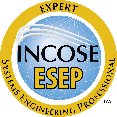 EXPERT
INCOSE
ESEP
SYSTEMS ENGINEERING PROFESSIONAL